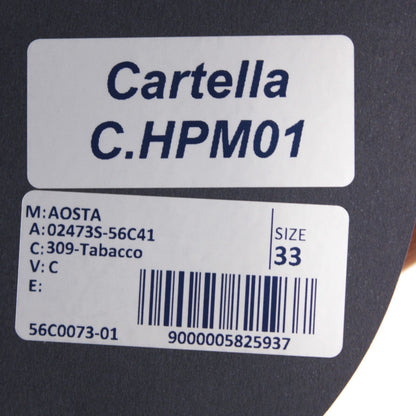 Cartella
C.HPM01
M: AOSTA
A: 02473S-56C41
C: 309-Tabacco
V: C
E:
SIZE
33
56C0073-01
9000005825937